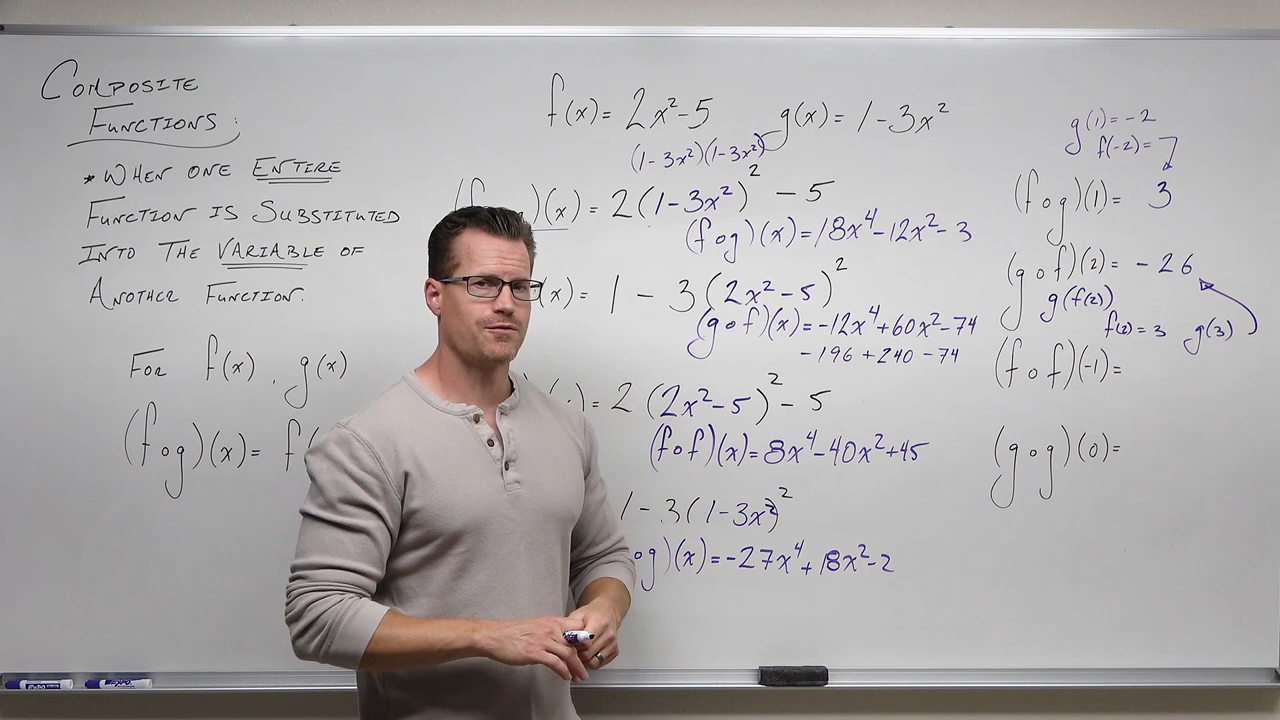 COMPOSITE
FUNCTIONS:
* WHEN ONE ENTIRE
FUNCTION IS SUBSTITUTED
INTO THE VARIABLE OF
ANOTHER FUNCTION.
FOR f(x), g(x)
(f∘g)(x)= f(
f(x)= 2x²-5 g(x)= 1-3x²
(1-3x²)(1-3x²)
)(x) = 2(1-3x²)² - 5
(f∘g)(x)=18x⁴-12x²-3
(x)= 1 - 3(2x²-5)²
(g∘f)(x)=-12x⁴+60x²-74
-196+240-74
)= 2(2x²-5)²-5
(f∘f)(x)=8x⁴-40x²+45
1-3(1-3x²)²
∘g)(x)=-27x⁴+18x²-2
g(1)=-2
f(-2)=
(f∘g)(1)= 3
(g∘f)(2)= -26
g(f(2))
f(2)=3 g(3)
(f∘f)(-1)=
(g∘g)(0)=